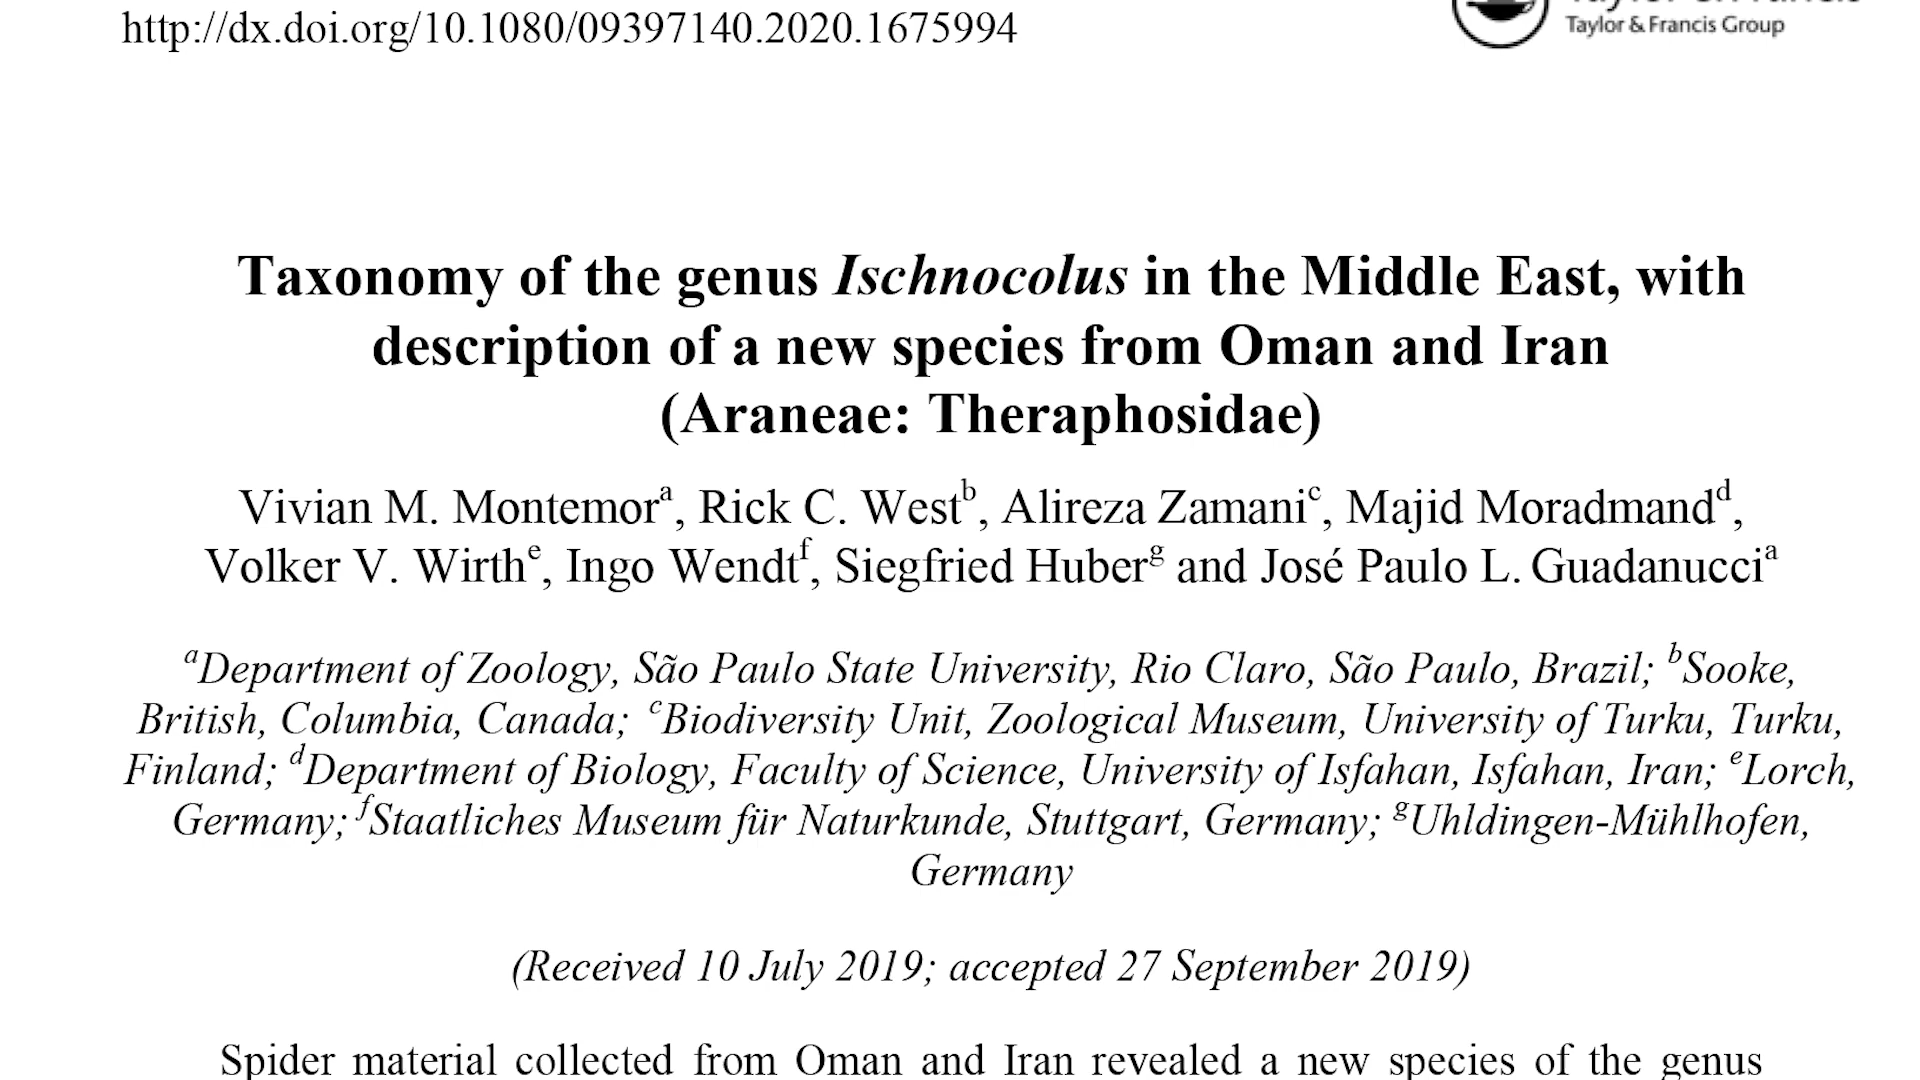 http://dx.doi.org/10.1080/09397140.2020.1675994
Taylor & Francis Group
Taxonomy of the genus Ischnocolus in the Middle East, with
description of a new species from Oman and Iran
(Araneae: Theraphosidae)
Vivian M. Montemorᵃ, Rick C. Westᵇ, Alireza Zamaniᶜ, Majid Moradmandᵈ,
Volker V. Wirthᵉ, Ingo Wendtᶠ, Siegfried Huberᵍ and José Paulo L. Guadanucciᵃ
ᵃDepartment of Zoology, São Paulo State University, Rio Claro, São Paulo, Brazil; ᵇSooke,
British, Columbia, Canada; ᶜBiodiversity Unit, Zoological Museum, University of Turku, Turku,
Finland; ᵈDepartment of Biology, Faculty of Science, University of Isfahan, Isfahan, Iran; ᵉLorch,
Germany; ᶠStaatliches Museum für Naturkunde, Stuttgart, Germany; ᵍUhldingen-Mühlhofen,
Germany
(Received 10 July 2019; accepted 27 September 2019)
Spider material collected from Oman and Iran revealed a new species of the genus